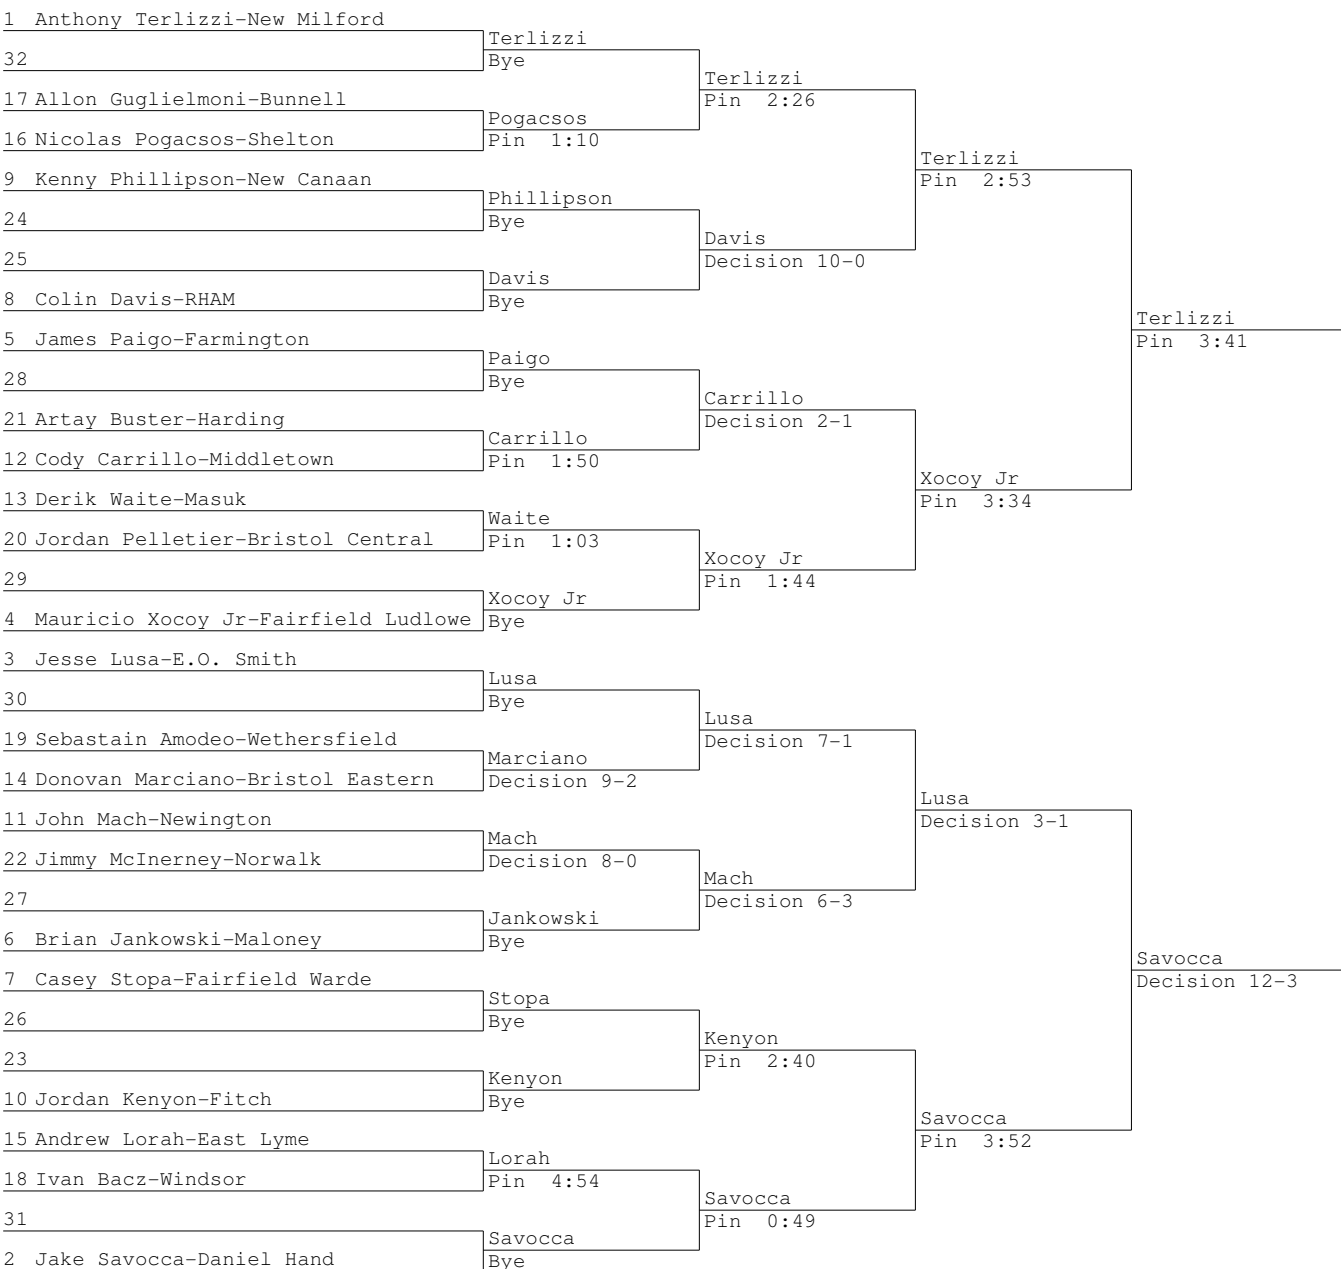 1 Anthony Terlizzi-New Milford
Terlizzi
32
Bye
Terlizzi
17 Allon Guglielmoni-Bunnell
Pin 2:26
Pogacsos
16 Nicolas Pogacsos-Shelton
Pin 1:10
Terlizzi
9 Kenny Phillipson-New Canaan
Pin 2:53
Phillipson
24
Bye
Davis
25
Decision 10-0
Davis
8 Colin Davis-RHAM
Bye
Terlizzi
5 James Paigo-Farmington
Pin 3:41
Paigo
28
Bye
Carrillo
21 Artay Buster-Harding
Decision 2-1
Carrillo
12 Cody Carrillo-Middletown
Pin 1:50
Xocoy Jr
13 Derik Waite-Masuk
Pin 3:34
Waite
20 Jordan Pelletier-Bristol Central
Pin 1:03
Xocoy Jr
29
Pin 1:44
Xocoy Jr
4 Mauricio Xocoy Jr-Fairfield Ludlowe
Bye
3 Jesse Lusa-E.O. Smith
Lusa
30
Bye
Lusa
19 Sebastain Amodeo-Wethersfield
Decision 7-1
Marciano
14 Donovan Marciano-Bristol Eastern
Decision 9-2
Lusa
11 John Mach-Newington
Decision 3-1
Mach
22 Jimmy McInerney-Norwalk
Decision 8-0
Mach
27
Decision 6-3
Jankowski
6 Brian Jankowski-Maloney
Bye
Savocca
7 Casey Stopa-Fairfield Warde
Decision 12-3
Stopa
26
Bye
Kenyon
23
Pin 2:40
Kenyon
10 Jordan Kenyon-Fitch
Bye
Savocca
15 Andrew Lorah-East Lyme
Pin 3:52
Lorah
18 Ivan Bacz-Windsor
Pin 4:54
Savocca
31
Pin 0:49
Savocca
2 Jake Savocca-Daniel Hand
Bye